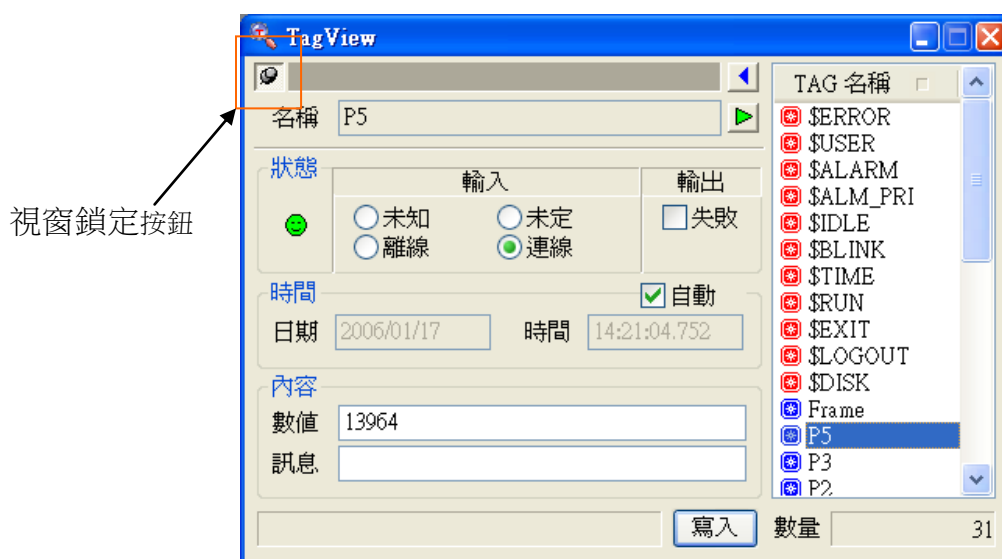 TagView
視窗鎖定按鈕
名稱 P5
狀態
輸入 輸出
未知 未定 失敗
離線 連線
時間 自動
日期 2006/01/17 時間 14:21:04.752
內容
數值 13964
訊息
寫入
TAG 名稱
$ERROR
$USER
$ALARM
$ALM_PRI
$IDLE
$BLINK
$TIME
$RUN
$EXIT
$LOGOUT
$DISK
Frame
P5
P3
P2
數量 31